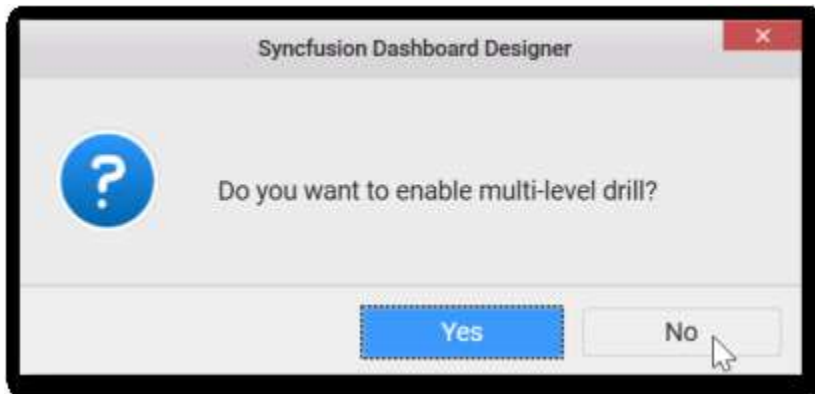 Syncfusion Dashboard Designer
Do you want to enable multi-level drill?
Yes
No